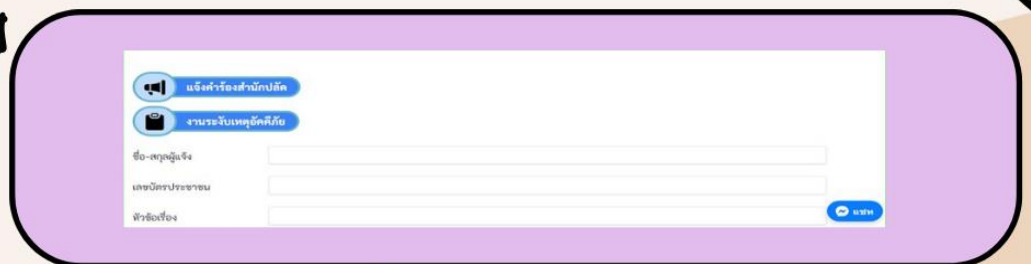 แจ้งคำร้องสำนักปลัด
งานระงับเหตุอัคคีภัย
ชื่อ-สกุลผู้แจ้ง
เลขบัตรประชาชน
หัวข้อเรื่อง
แชท